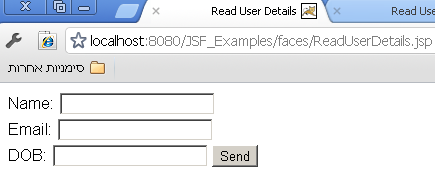 Read User Details
Read User
localhost:8080/JSF_Examples/faces/ReadUserDetails.jsp
סימניות אחרות
Name:
Email:
DOB: Send